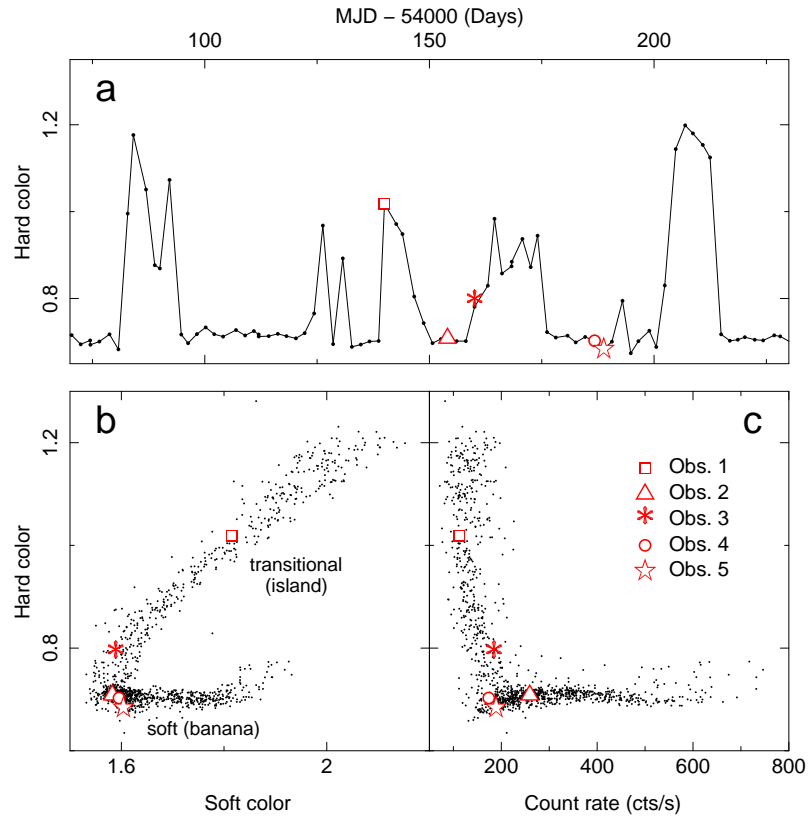 MJD − 54000 (Days)
100 150 200
a
Hard color
1.2
0.8
b c
Hard color
1.2
0.8
Obs. 1
Obs. 2
Obs. 3
Obs. 4
Obs. 5
transitional
(island)
soft (banana)
1.6 2 200 400 600 800
Soft color Count rate (cts/s)